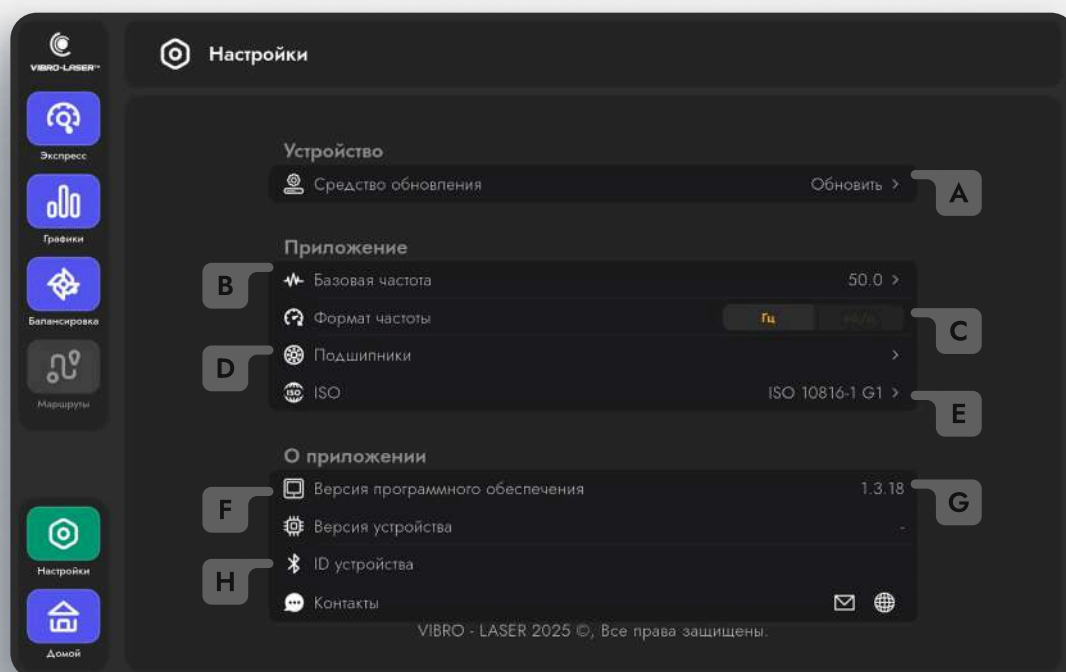 VIBRO-LASER™
Настройки
Экспресс
Графики
Балансировка
Маршруты
Настройки
Домой
Устройство
Средство обновления Обновить >
A
Приложение
B
Базовая частота 50.0 >
Формат частоты Гц
C
D
Подшипники >
ISO ISO 10816-1 G1 >
E
О приложении
F
Версия программного обеспечения 1.3.18
G
Версия устройства -
H
ID устройства
Контакты
VIBRO - LASER 2025 ©, Все права защищены.